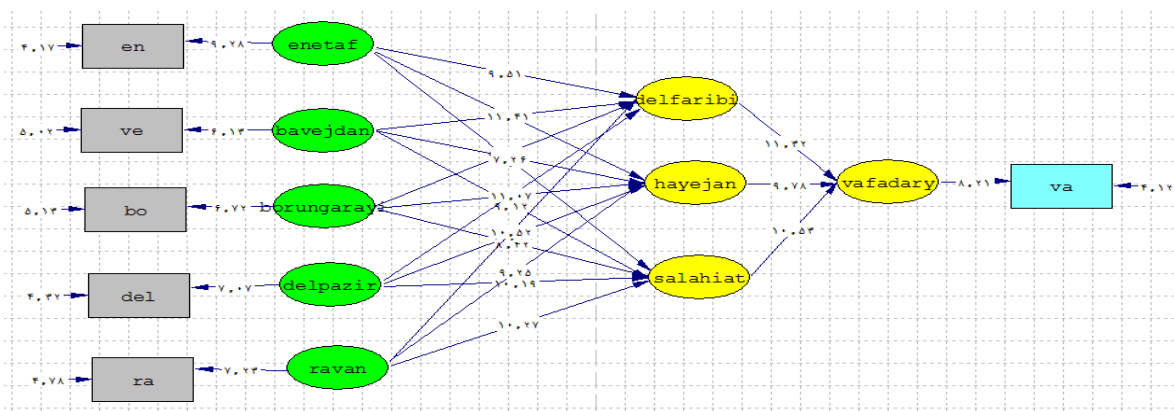 ۴.۱۷ en ۹.۲۸ enetaf
۵.۰۲ ve ۶.۱۳ bavejdan
۵.۱۳ bo ۶.۷۲ borungaray
۴.۳۲ del ۷.۰۷ delpazir
۴.۷۸ ra ۷.۲۳ ravan
۹.۵۱
۱۱.۴۱
۷.۲۶
۱۱.۰۷
۹.۱۲
۱۰.۵۲
۸.۴۲
۹.۲۵
۱۰.۱۹
۱۰.۲۷
delfaribi
hayejan
salahiat
۱۱.۳۲
۹.۷۸
۱۰.۵۳
vafadary ۸.۲۱ va ۴.۱۲